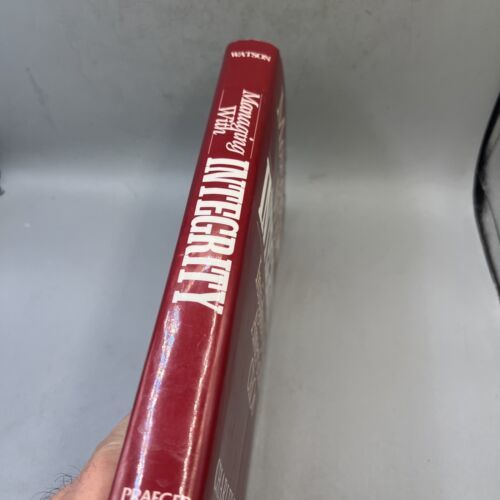 WATSON
Managing
With
INTEGRITY
PRAEGER